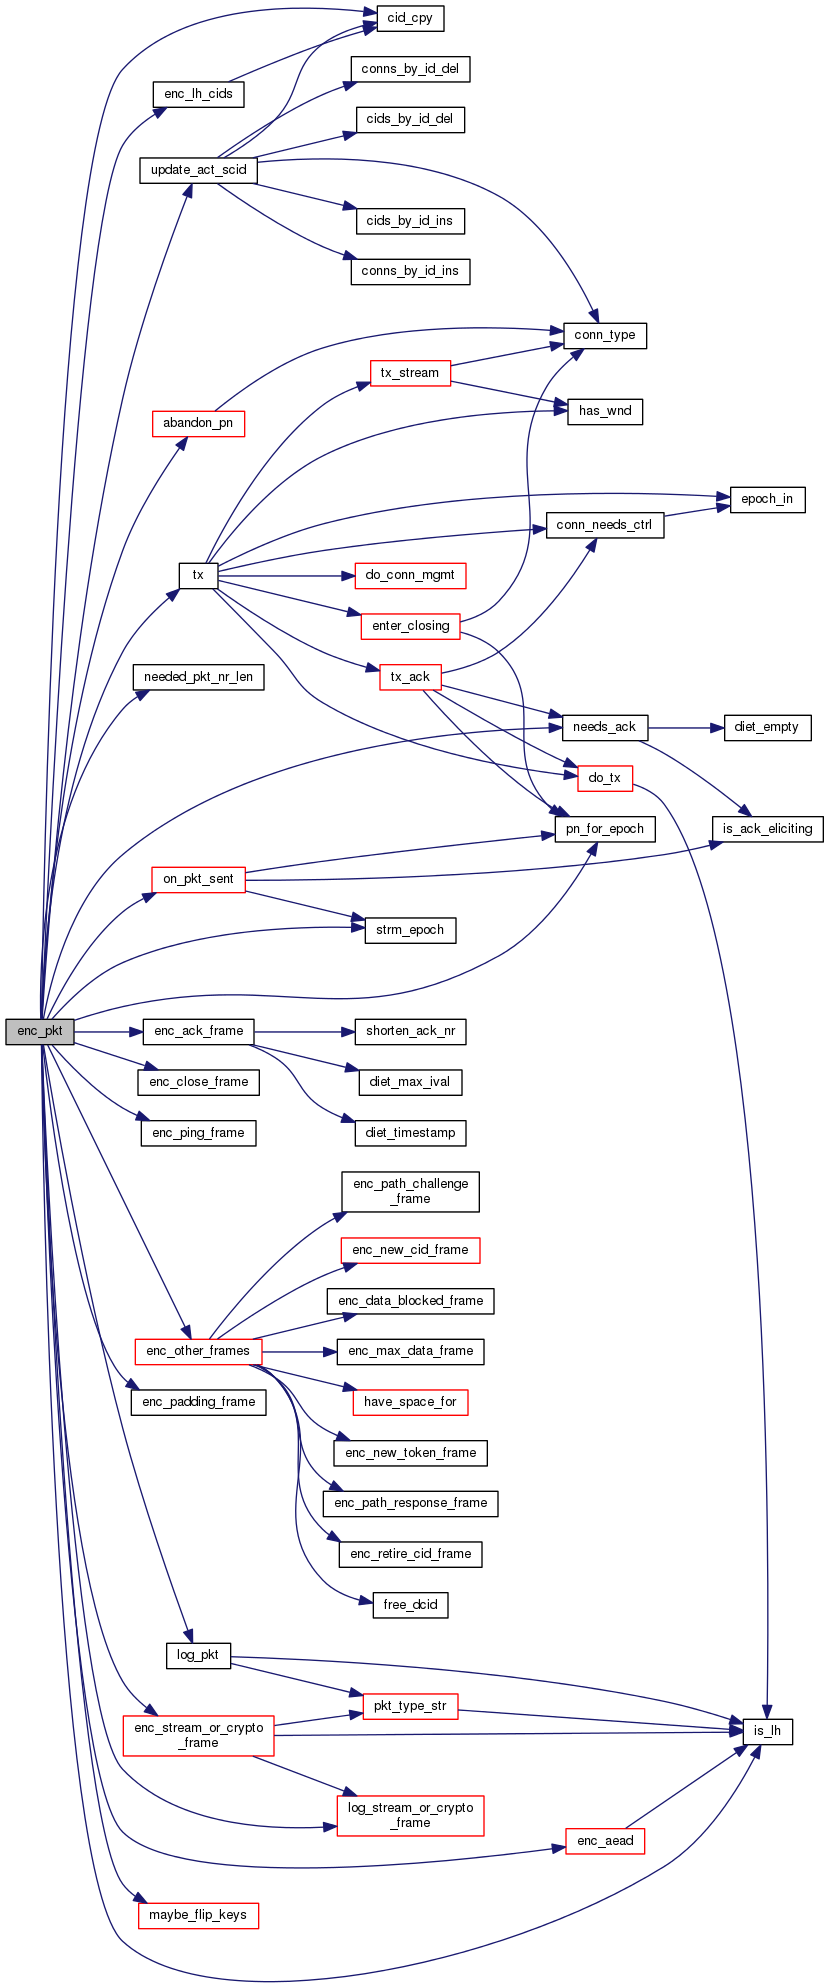 cid_cpy
conns_by_id_del
enc_lh_cids
cids_by_id_del
update_act_scid
cids_by_id_ins
conns_by_id_ins
conn_type
tx_stream
has_wnd
abandon_pn
epoch_in
conn_needs_ctrl
tx
do_conn_mgmt
enter_closing
needed_pkt_nr_len
tx_ack
needs_ack
diet_empty
do_tx
pn_for_epoch
is_ack_eliciting
on_pkt_sent
strm_epoch
enc_pkt
enc_ack_frame
shorten_ack_nr
enc_close_frame
diet_max_ival
enc_ping_frame
diet_timestamp
enc_path_challenge
_frame
enc_new_cid_frame
enc_data_blocked_frame
enc_other_frames
enc_max_data_frame
enc_padding_frame
have_space_for
enc_new_token_frame
enc_path_response_frame
enc_retire_cid_frame
free_dcid
log_pkt
pkt_type_str
enc_stream_or_crypto
_frame
is_lh
log_stream_or_crypto
_frame
enc_aead
maybe_flip_keys